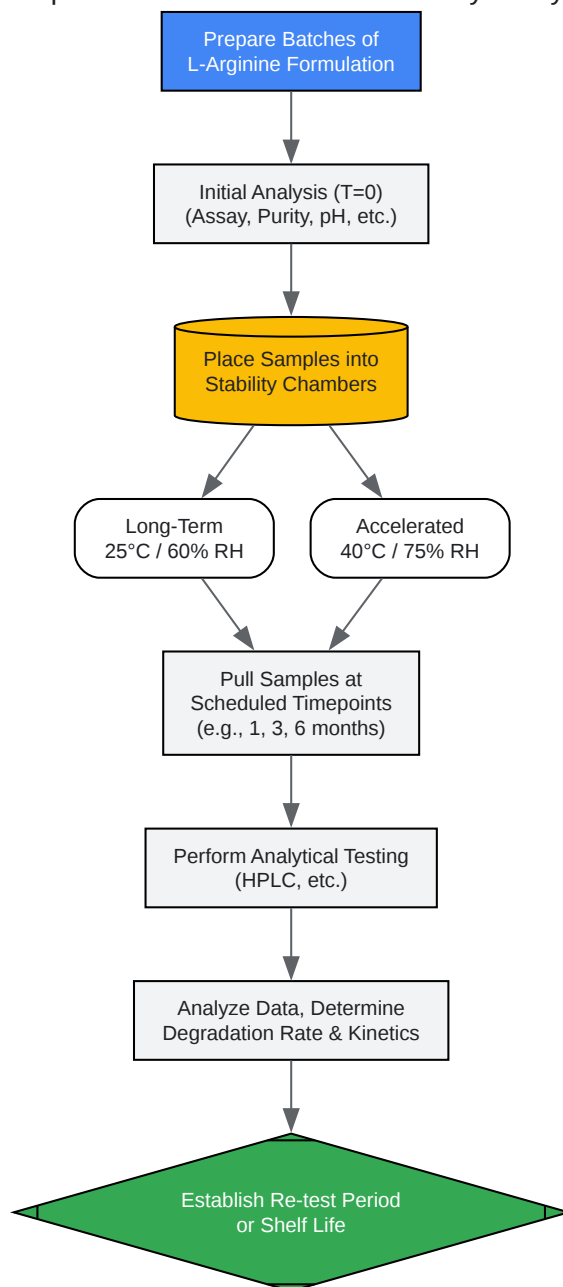 Prepare Batches of
L-Arginine Formulation
Initial Analysis (T=0)
(Assay, Purity, pH, etc.)
Place Samples into
Stability Chambers
Long-Term
25°C / 60% RH
Accelerated
40°C / 75% RH
Pull Samples at
Scheduled Timepoints
(e.g., 1, 3, 6 months)
Perform Analytical Testing
(HPLC, etc.)
Analyze Data, Determine
Degradation Rate & Kinetics
Establish Re-test Period
or Shelf Life